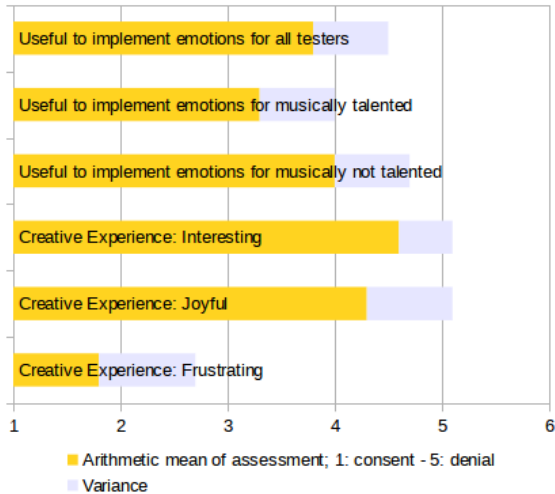 Useful to implement emotions for all testers
Useful to implement emotions for musically talented
Useful to implement emotions for musically not talented
Creative Experience: Interesting
Creative Experience: Joyful
Creative Experience: Frustrating
1 2 3 4 5 6
Arithmetic mean of assessment; 1: consent - 5: denial
Variance